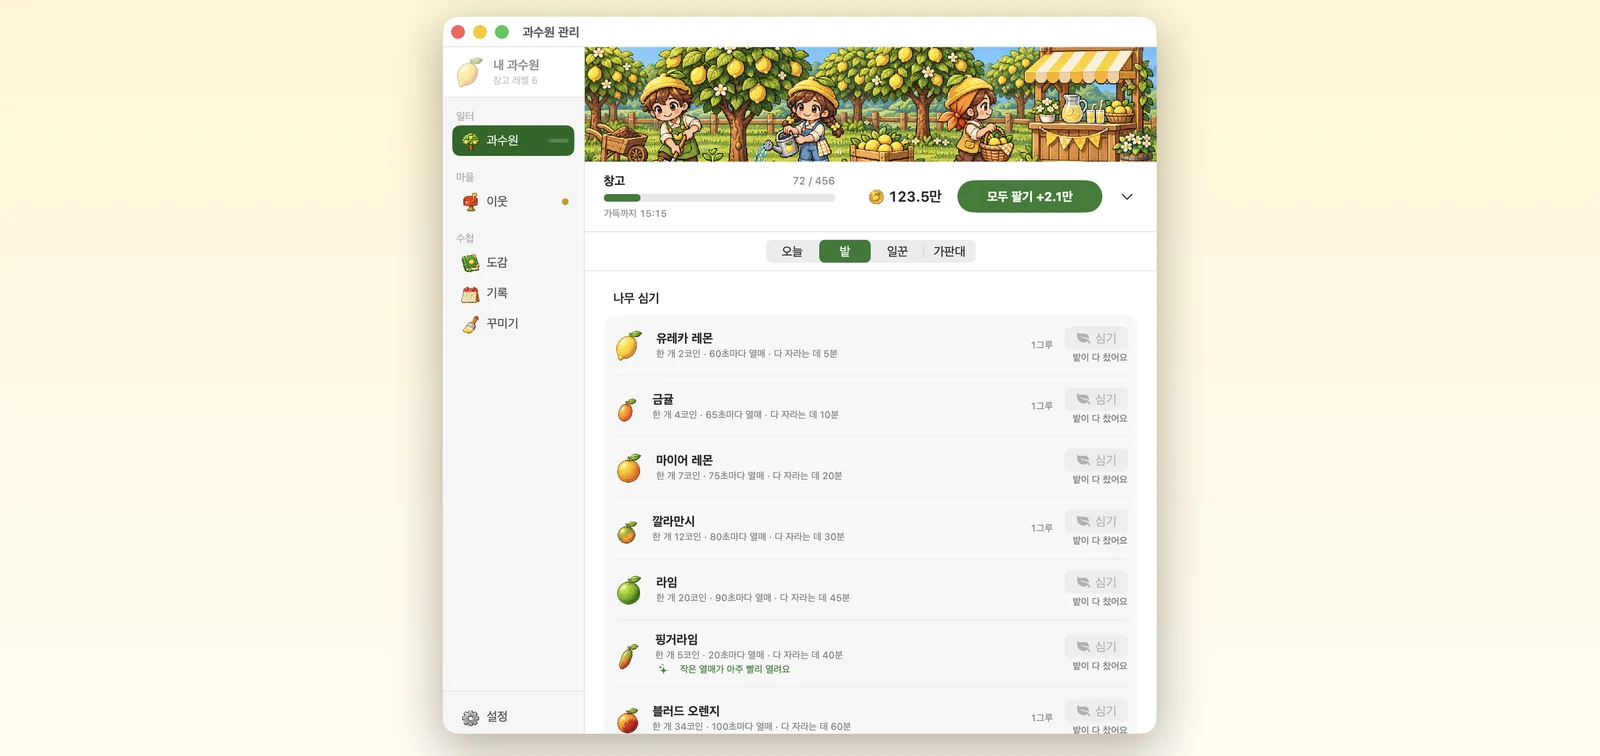 과수원 관리
내 과수원
창고 레벨 6
일터
과수원
마을
이웃
수첩
도감
기록
꾸미기
설정
창고
72 / 456
가득까지 15:15
123.5만
모두 팔기 +2.1만
오늘
밭
일꾼
가판대
나무 심기
유레카 레몬
한 개 2코인 · 60초마다 열매 · 다 자라는 데 5분
1그루
심기
밭이 다 찼어요
금귤
한 개 4코인 · 65초마다 열매 · 다 자라는 데 10분
1그루
심기
밭이 다 찼어요
마이어 레몬
한 개 7코인 · 75초마다 열매 · 다 자라는 데 20분
심기
밭이 다 찼어요
깔라만시
한 개 12코인 · 80초마다 열매 · 다 자라는 데 30분
1그루
심기
밭이 다 찼어요
라임
한 개 20코인 · 90초마다 열매 · 다 자라는 데 45분
심기
밭이 다 찼어요
핑거라임
한 개 5코인 · 20초마다 열매 · 다 자라는 데 40분
작은 열매가 아주 빨리 열려요
심기
밭이 다 찼어요
블러드 오렌지
한 개 34코인 · 100초마다 열매 · 다 자라는 데 60분
1그루
심기
밭이 다 찼어요